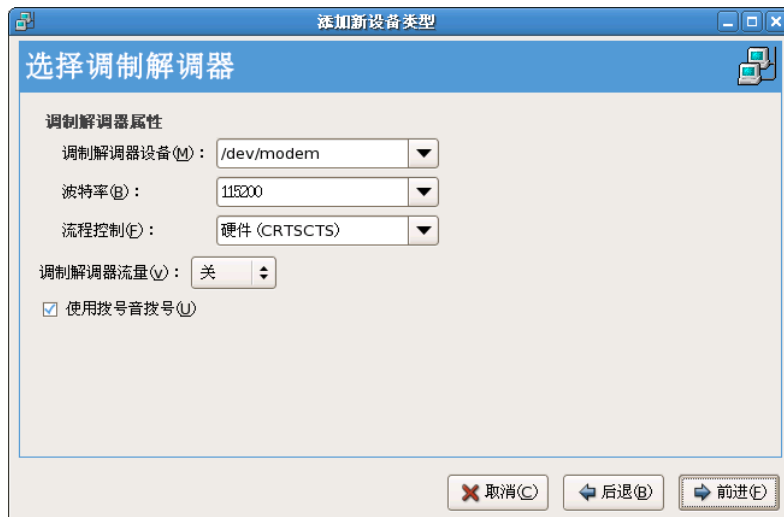 添加新设备类型
选择调制解调器
调制解调器属性
调制解调器设备(M)： /dev/modem
波特率(B)： 115200
流程控制(F)： 硬件 (CRTSCTS)
调制解调器流量(v)： 关
使用拨号音拨号(U)
取消(C) 后退(B) 前进(F)